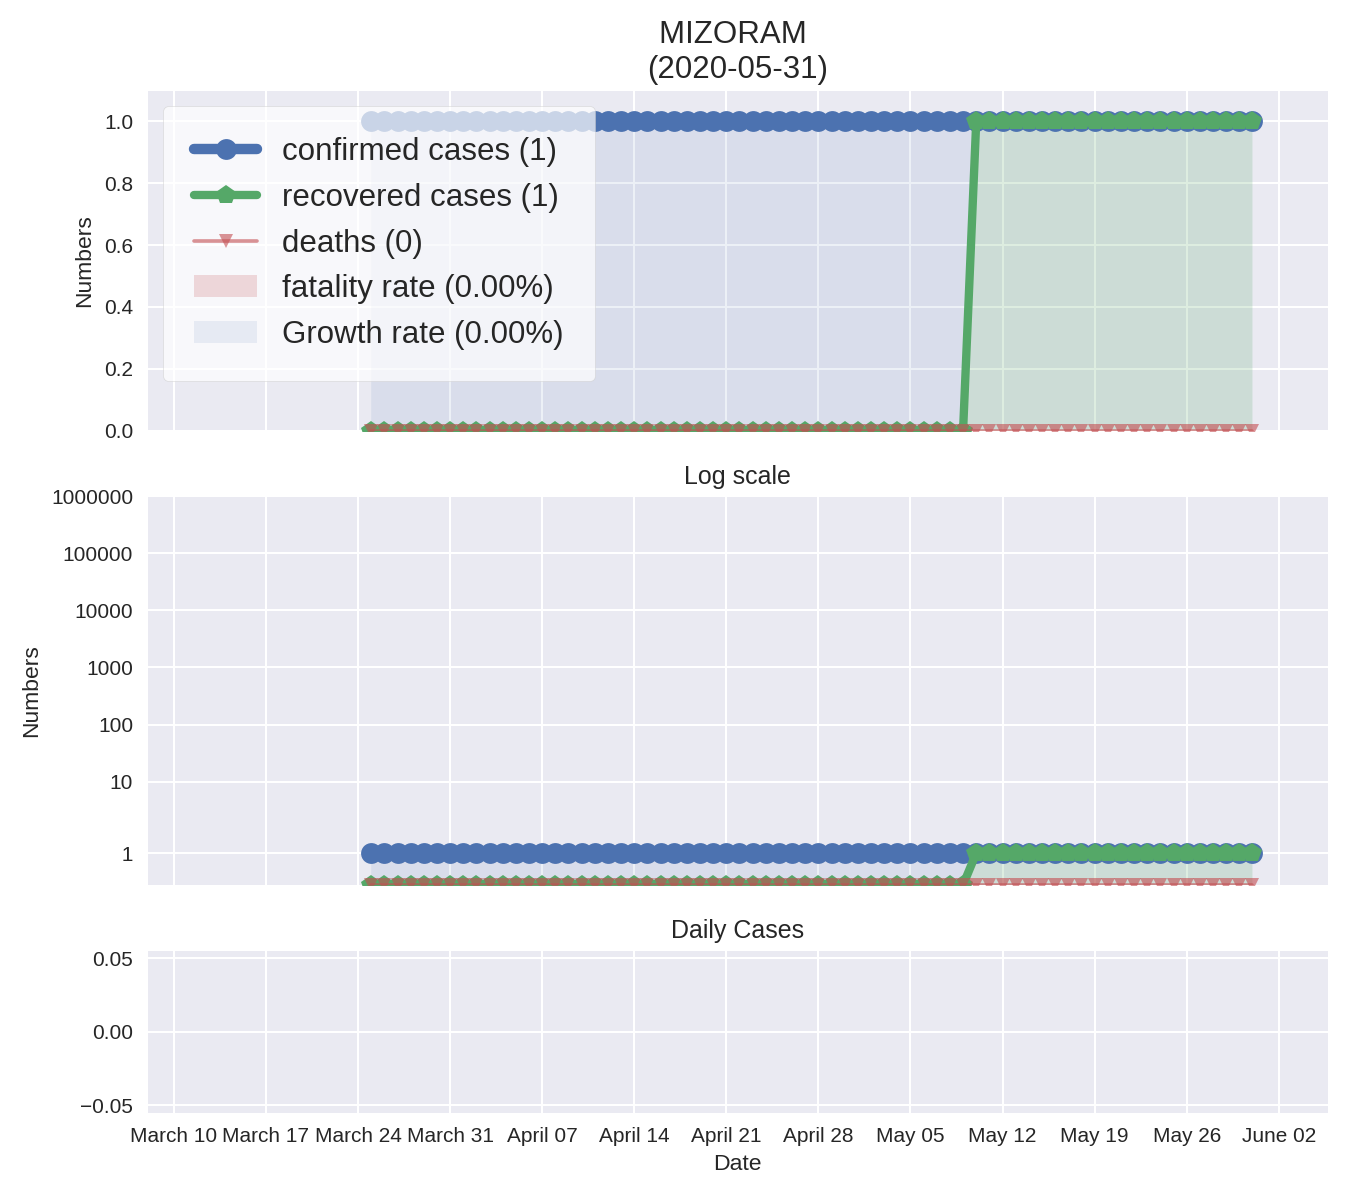 MIZORAM
(2020-05-31)
1.0
0.8
0.6
0.4
0.2
0.0
Numbers
confirmed cases (1)
recovered cases (1)
deaths (0)
fatality rate (0.00%)
Growth rate (0.00%)
Log scale
1000000
100000
10000
1000
100
10
1
Numbers
Daily Cases
0.05
0.00
−0.05
March 10 March 17 March 24 March 31 April 07 April 14 April 21 April 28 May 05 May 12 May 19 May 26 June 02
Date